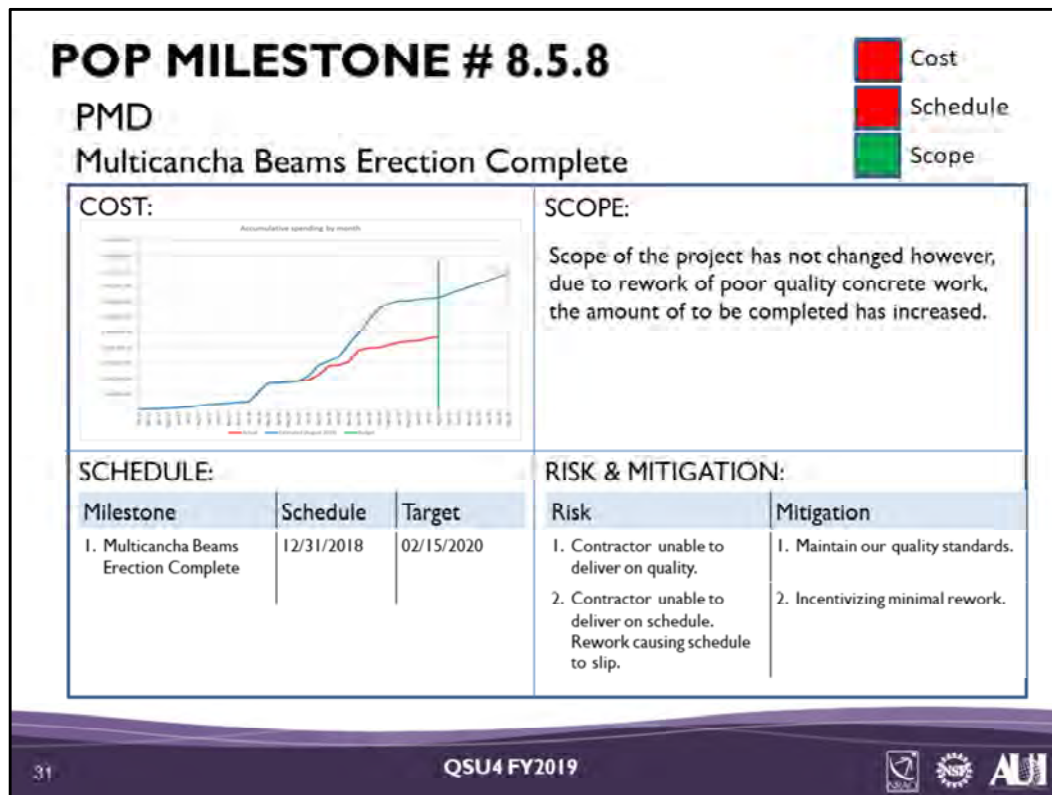 POP MILESTONE # 8.5.8
PMD
Multicancha Beams Erection Complete
Cost
Schedule
Scope
COST:
Accumulative spending by month
Actual
Budget
SCOPE:
Scope of the project has not changed however,
due to rework of poor quality concrete work,
the amount of to be completed has increased.
SCHEDULE:
Milestone Schedule Target
1. Multicancha Beams 12/31/2018 02/15/2020
Erection Complete
RISK & MITIGATION:
Risk Mitigation
1. Contractor unable to 1. Maintain our quality standards.
deliver on quality.
2. Contractor unable to 2. Incentivizing minimal rework.
deliver on schedule.
Rework causing schedule
to slip.
31
QSU4 FY2019
NRAO
NSF
AUI